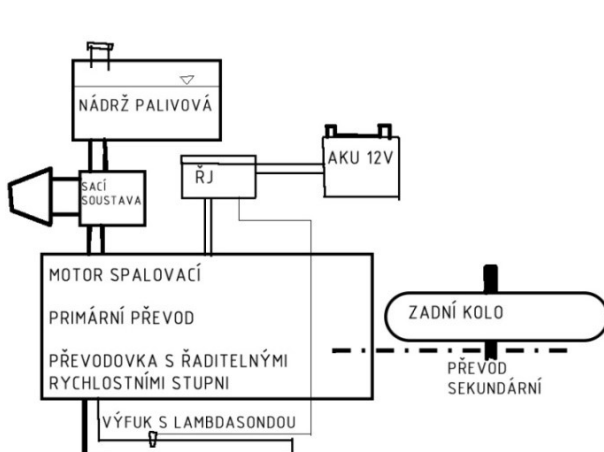 NÁDRŽ PALIVOVÁ
AKU 12V
ŘJ
SACÍ
SOUSTAVA
MOTOR SPALOVACÍ
PRIMÁRNÍ PŘEVOD
PŘEVODOVKA S ŘADITELNÝMI
RYCHLOSTNÍMI STUPNI
ZADNÍ KOLO
PŘEVOD
SEKUNDÁRNÍ
VÝFUK S LAMBDASONDOU